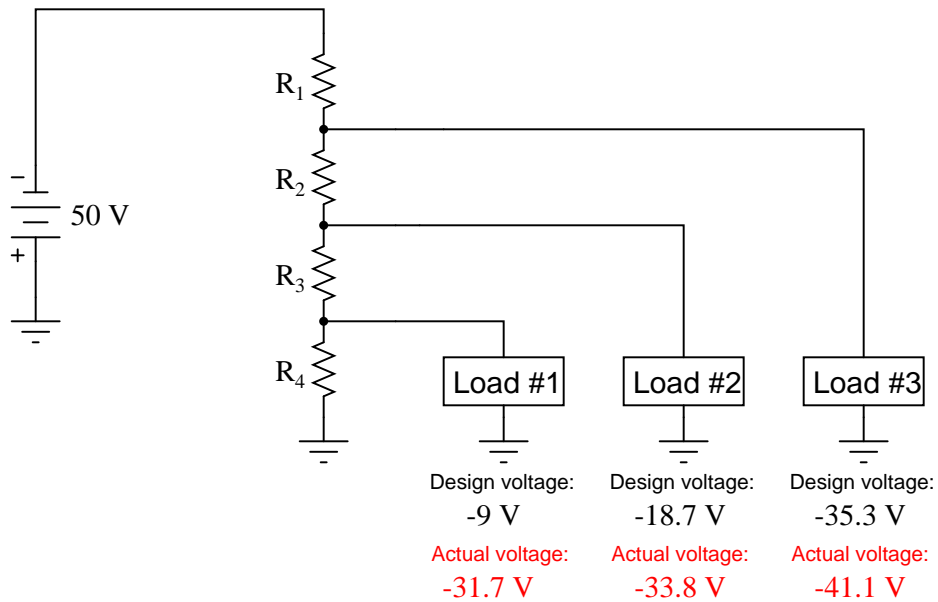 R1
R2
R3
R4
-
50 V
+
Load #1
Load #2
Load #3
Design voltage:
-9 V
Design voltage:
-18.7 V
Design voltage:
-35.3 V
Actual voltage:
-31.7 V
Actual voltage:
-33.8 V
Actual voltage:
-41.1 V